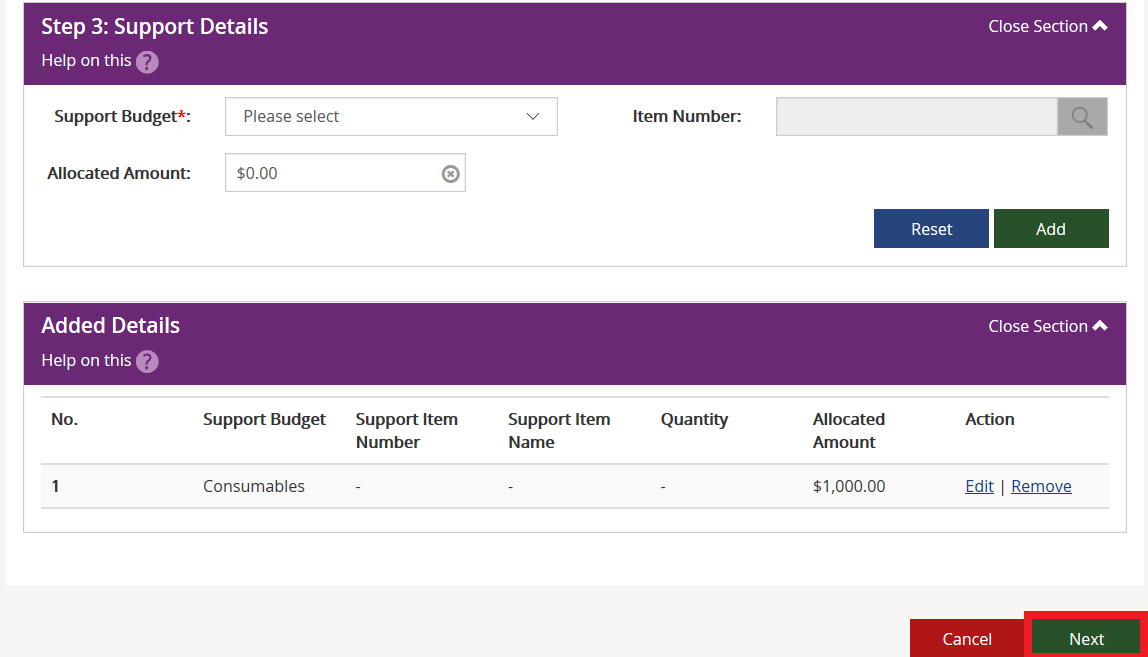 Step 3: Support Details
Close Section
Help on this ?
Support Budget*: Please select
Item Number:
Allocated Amount: $0.00
Reset Add
Added Details
Close Section
Help on this ?
No. Support Budget Support Item Number Support Item Name Quantity Allocated Amount Action
1 Consumables - - - $1,000.00 Edit | Remove
Cancel Next